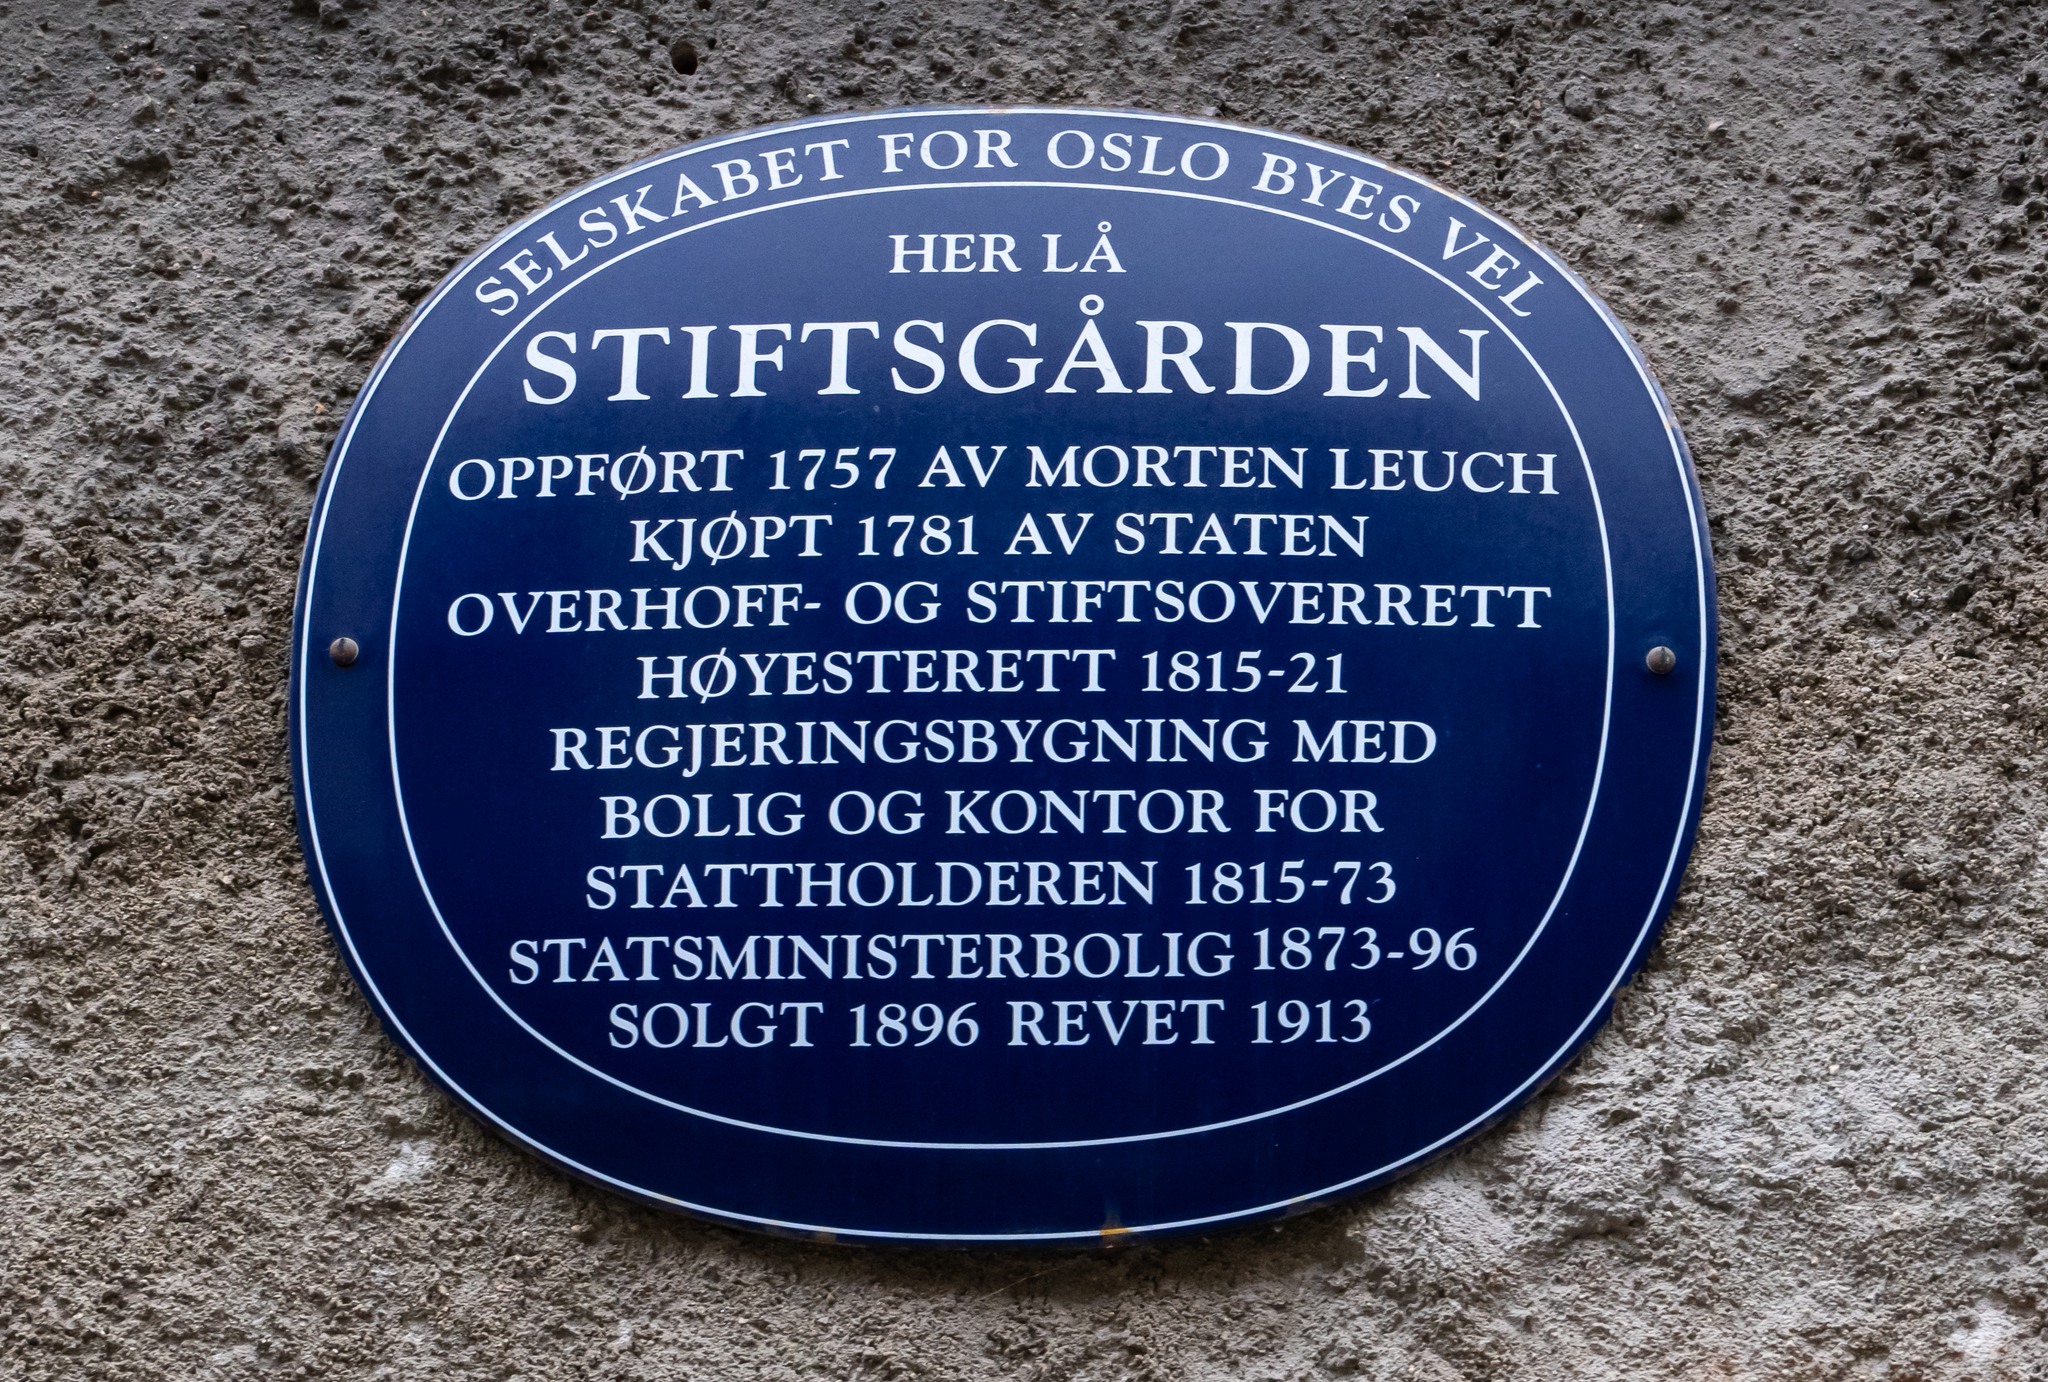 SELSKABET FOR OSLO BYES VEL
HER LÅ
STIFTSGÅRDEN
OPPFØRT 1757 AV MORTEN LEUCH
KJØPT 1781 AV STATEN
OVERHOFF- OG STIFTSOVERRETT
HØYESTERETT 1815-21
REGJERINGSBYGNING MED
BOLIG OG KONTOR FOR
STATTHOLDEREN 1815-73
STATSMINISTERBOLIG 1873-96
SOLGT 1896 REVET 1913